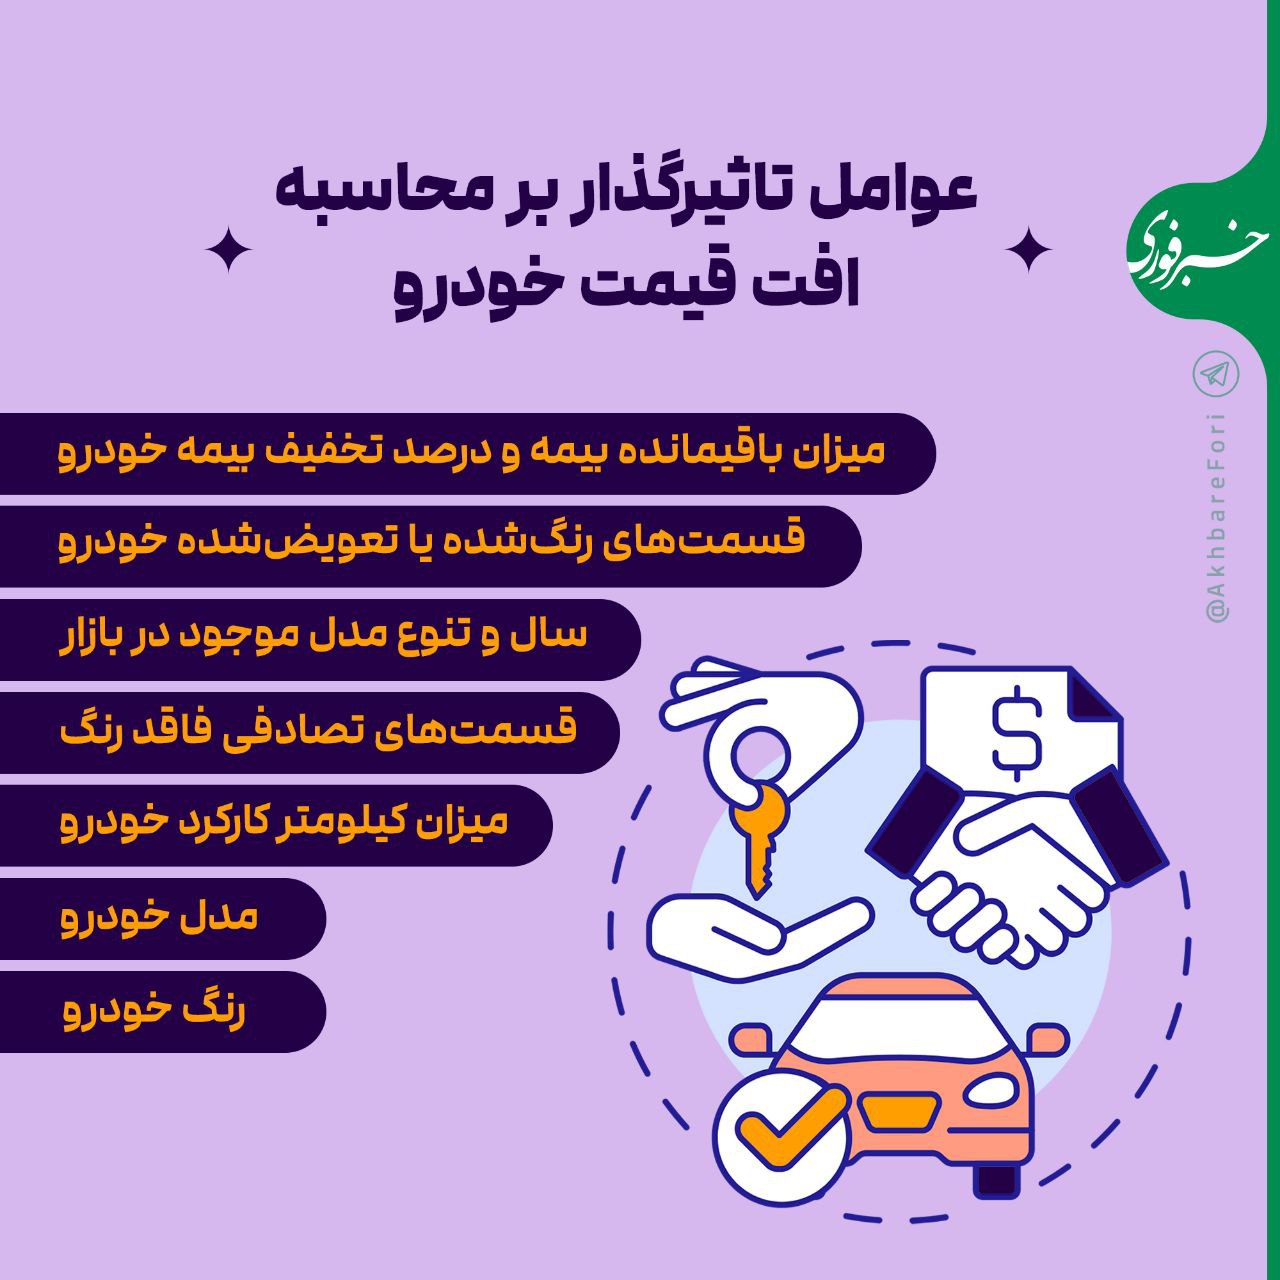 عوامل تاثیرگذار بر محاسبه
افت قیمت خودرو
خبرفوری
@AkhbareFori
میزان باقیمانده بیمه و درصد تخفیف بیمه خودرو
قسمت‌های رنگ‌شده یا تعویض‌شده خودرو
سال و تنوع مدل موجود در بازار
قسمت‌های تصادفی فاقد رنگ
میزان کیلومتر کارکرد خودرو
مدل خودرو
رنگ خودرو
$